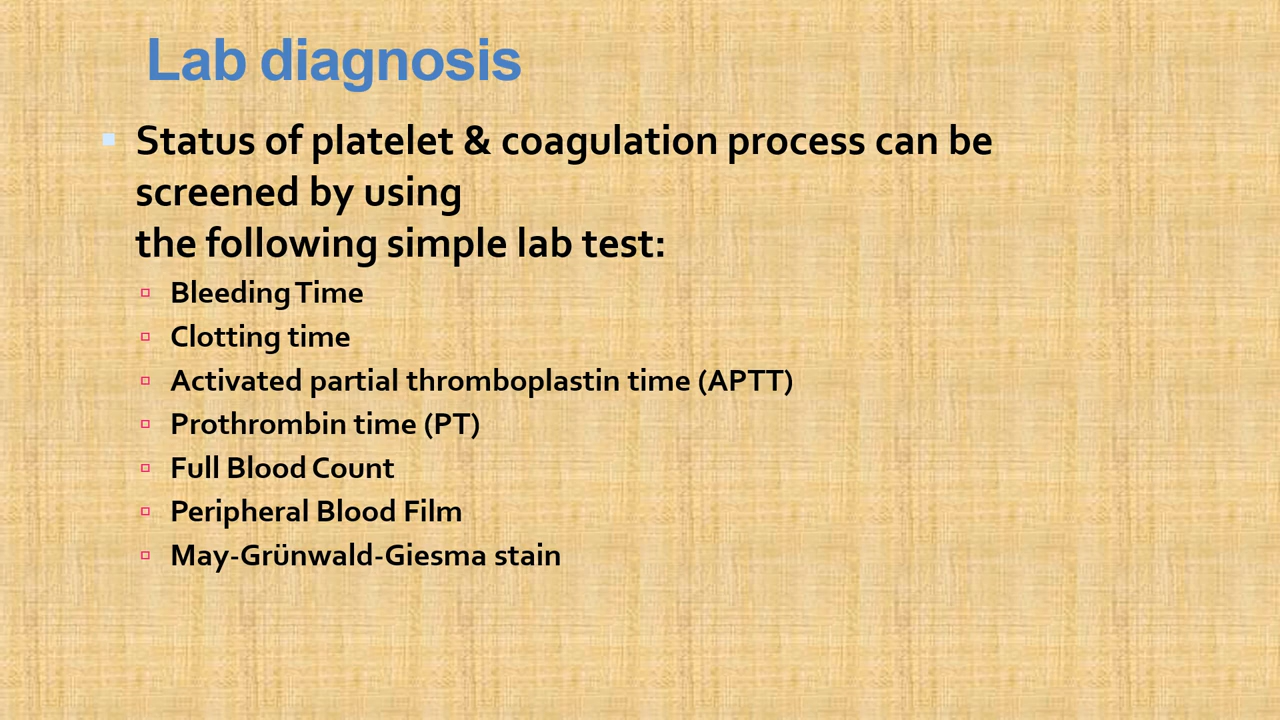 Lab diagnosis
Status of platelet & coagulation process can be
screened by using
the following simple lab test:
Bleeding Time
Clotting time
Activated partial thromboplastin time (APTT)
Prothrombin time (PT)
Full Blood Count
Peripheral Blood Film
May-Grünwald-Giesma stain